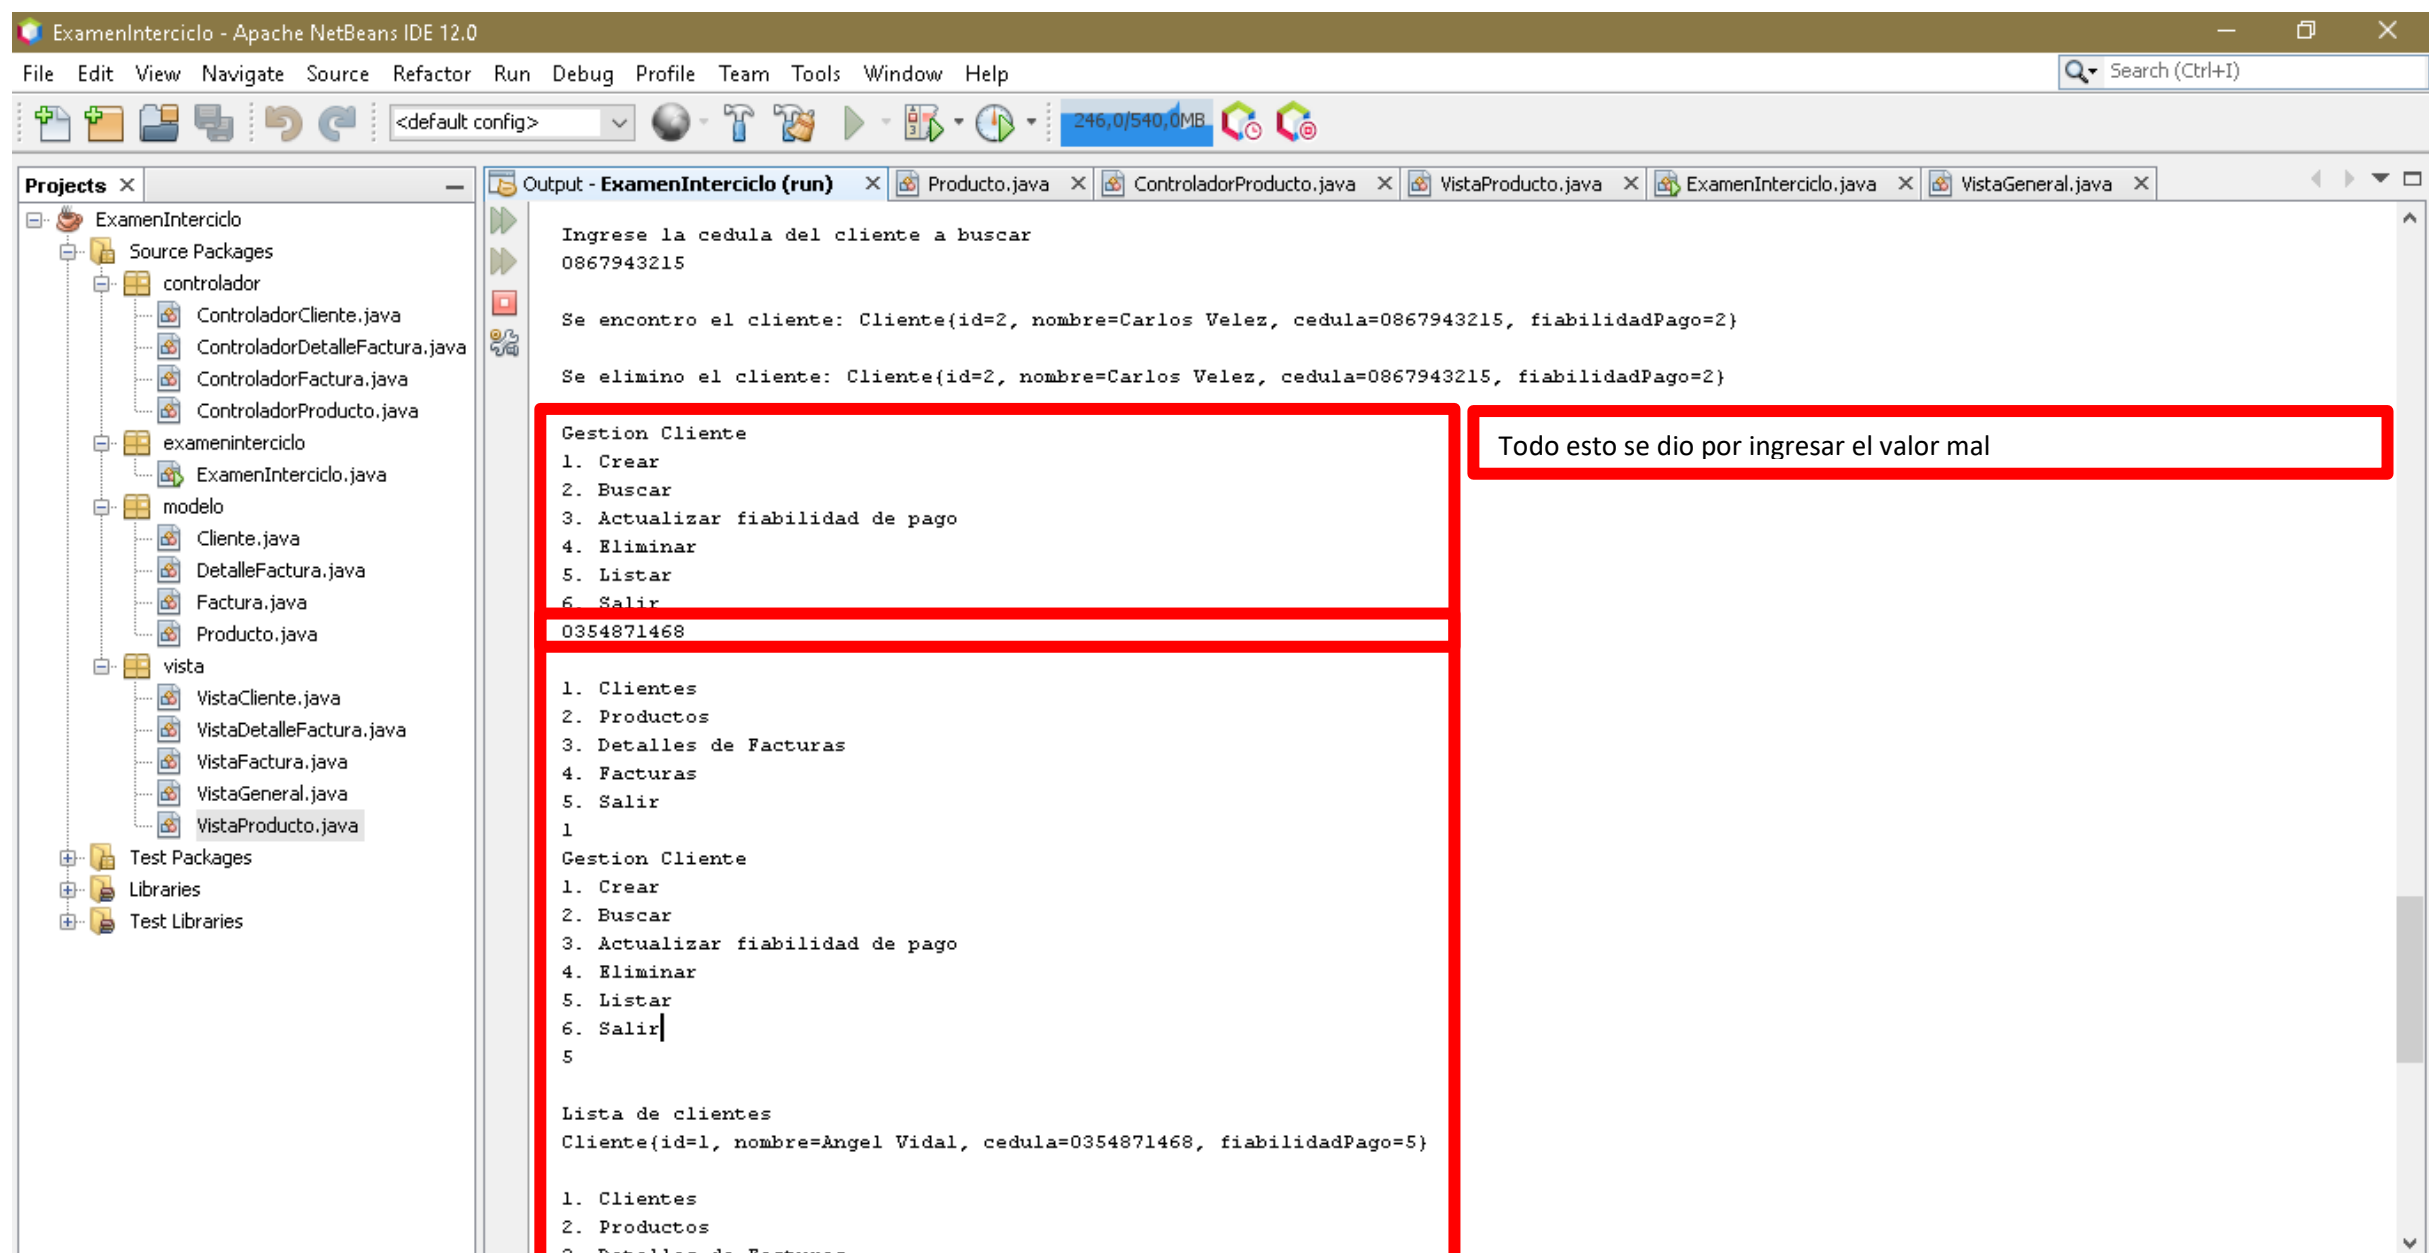 ExamenInterciclo - Apache NetBeans IDE 12.0
File Edit View Navigate Source Refactor Run Debug Profile Team Tools Window Help
Search (Ctrl+I)
<default config>
246,0/540,0MB
Projects
Output - ExamenInterciclo (run)
Producto.java
ControladorProducto.java
VistaProducto.java
ExamenInterciclo.java
VistaGeneral.java
ExamenInterciclo
Source Packages
controlador
ControladorCliente.java
ControladorDetalleFactura.java
ControladorFactura.java
ControladorProducto.java
exameninterciclo
ExamenInterciclo.java
modelo
Cliente.java
DetalleFactura.java
Factura.java
Producto.java
vista
VistaCliente.java
VistaDetalleFactura.java
VistaFactura.java
VistaGeneral.java
VistaProducto.java
Test Packages
Libraries
Test Libraries
Ingrese la cedula del cliente a buscar
0867943215
Se encontro el cliente: Cliente{id=2, nombre=Carlos Velez, cedula=0867943215, fiabilidadPago=2}
Se elimino el cliente: Cliente{id=2, nombre=Carlos Velez, cedula=0867943215, fiabilidadPago=2}
Gestion Cliente
1. Crear
2. Buscar
3. Actualizar fiabilidad de pago
4. Eliminar
5. Listar
6. Salir
0354871468
1. Clientes
2. Productos
3. Detalles de Facturas
4. Facturas
5. Salir
1
Gestion Cliente
1. Crear
2. Buscar
3. Actualizar fiabilidad de pago
4. Eliminar
5. Listar
6. Salir
5
Lista de clientes
Cliente{id=1, nombre=Angel Vidal, cedula=0354871468, fiabilidadPago=5}
1. Clientes
2. Productos
3. Detalles de Facturas
Todo esto se dio por ingresar el valor mal